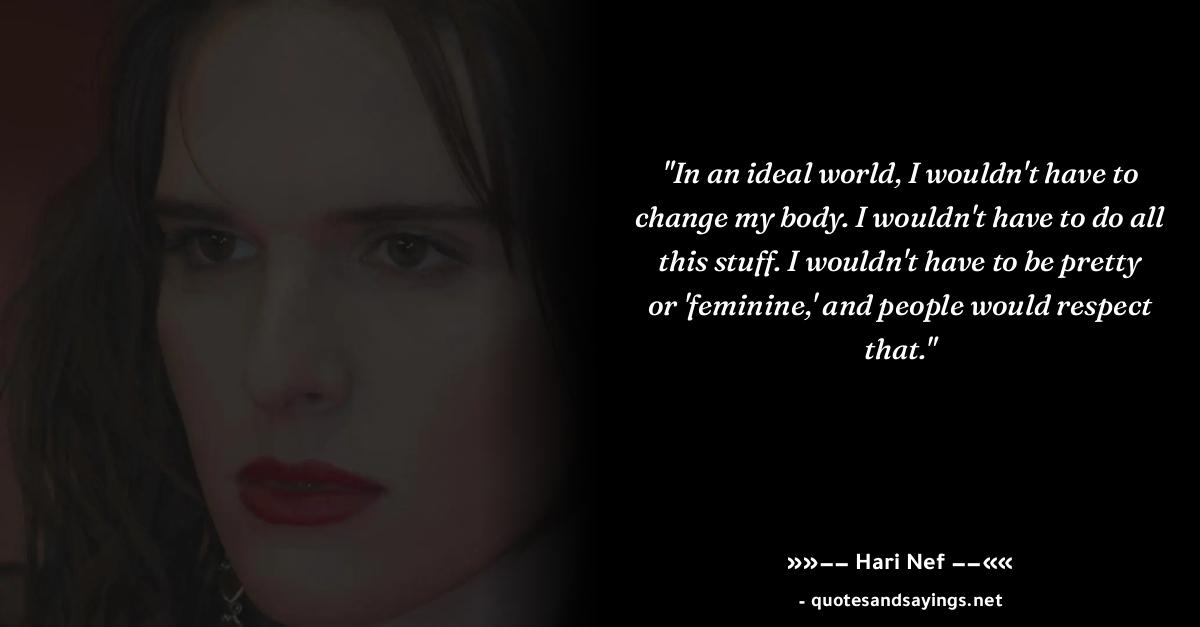 "In an ideal world, I wouldn't have to
change my body. I wouldn't have to do all
this stuff. I wouldn't have to be pretty
or 'feminine,' and people would respect
that."
»»−− Hari Nef −−««
- quotesandsayings.net